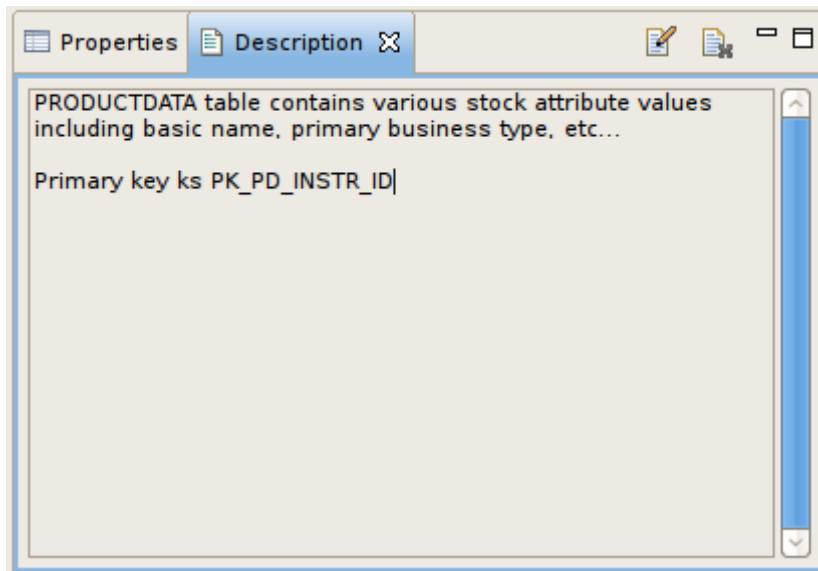 Properties
Description
PRODUCTDATA table contains various stock attribute values
including basic name, primary business type, etc...
Primary key ks PK_PD_INSTR_ID